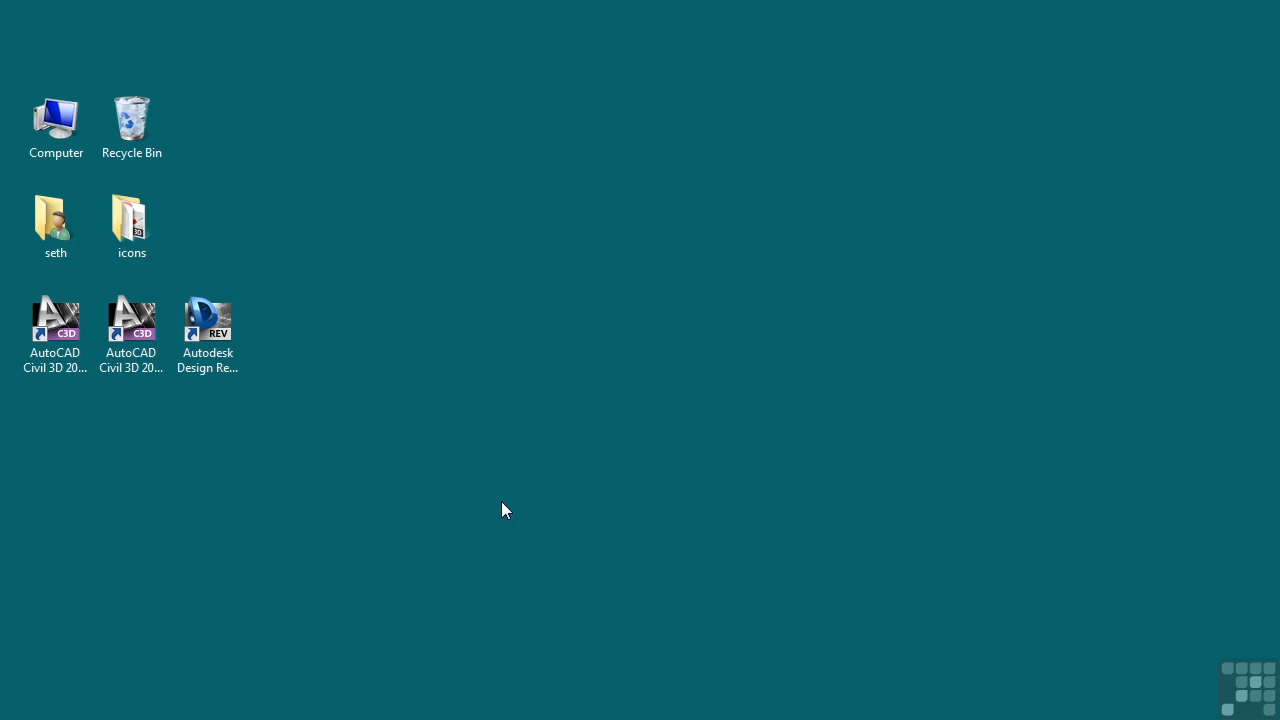 Computer
Recycle Bin
seth
icons
3D
C3D
C3D
REV
AutoCAD
Civil 3D 20...
AutoCAD
Civil 3D 20...
Autodesk
Design Re...